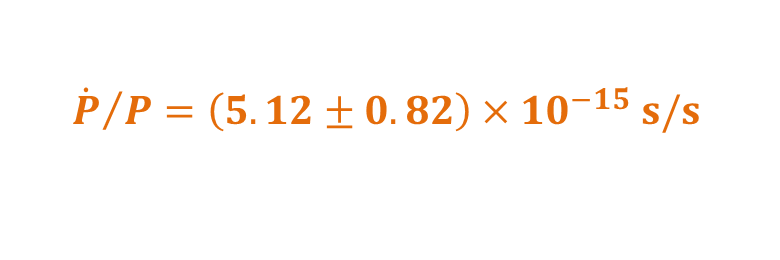 Ṗ/P = (5.12 ± 0.82) × 10⁻¹⁵ s/s